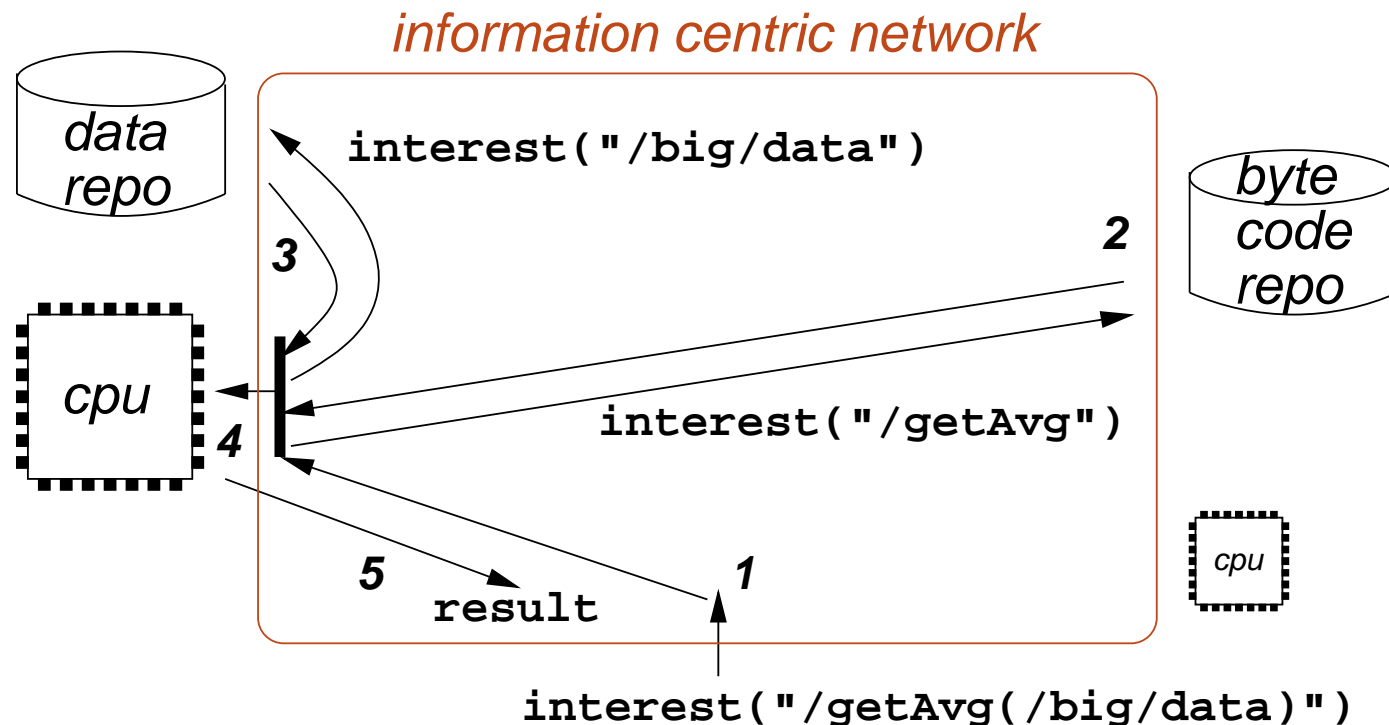 information centric network
data
repo
interest("/big/data")
byte
code
repo
2
3
cpu
interest("/getAvg")
4
5
1
cpu
result
interest("/getAvg(/big/data)")